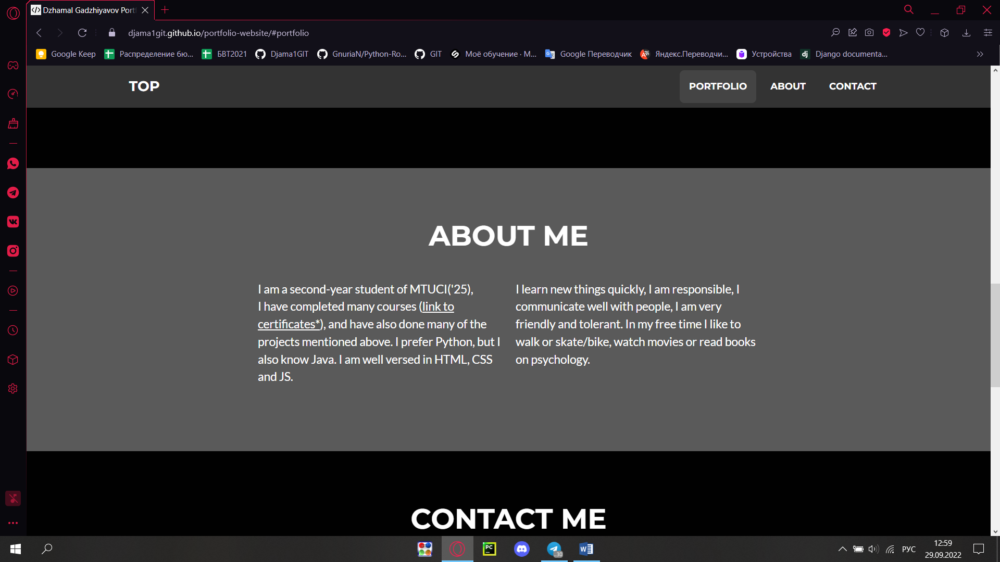 Dzhamal Gadzhiyavov Port
djama1git.github.io/portfolio-website/#portfolio
Google Keep
Распределение бю...
БВТ2021
Djama1GIT
GnuriaN/Python-Ro...
GIT
Моё обучение · М...
Google Переводчик
Яндекс.Переводчи...
Устройства
dj
Django documenta...
TOP
PORTFOLIO
ABOUT
CONTACT
ABOUT ME
I am a second-year student of MTUCI('25),
I have completed many courses (link to
certificates*), and have also done many of the
projects mentioned above. I prefer Python, but I
also know Java. I am well versed in HTML, CSS
and JS.
I learn new things quickly, I am responsible, I
communicate well with people, I am very
friendly and tolerant. In my free time I like to
walk or skate/bike, watch movies or read books
on psychology.
CONTACT ME
PC
..30
W
РУС
12:59
29.09.2022